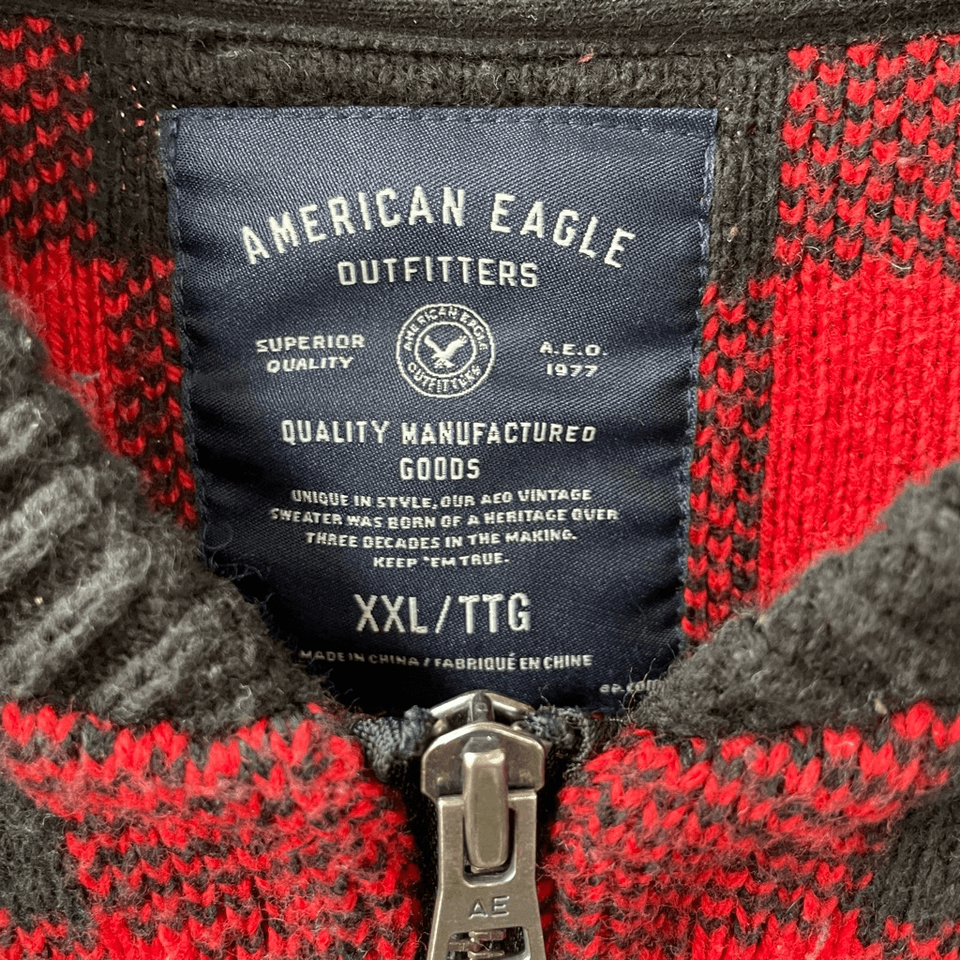 AMERICAN EAGLE
OUTFITTERS
SUPERIOR
QUALITY
AMERICAN EAGLE
OUTFITTERS
A.E.O.
1977
QUALITY MANUFACTURED
GOODS
UNIQUE IN STYLE, OUR AEO VINTAGE
SWEATER WAS BORN OF A HERITAGE OVER
THREE DECADES IN THE MAKING.
KEEP 'EM TRUE.
XXL/TTG
MADE IN CHINA / FABRIQUÉ EN CHINE
ae.com
AE